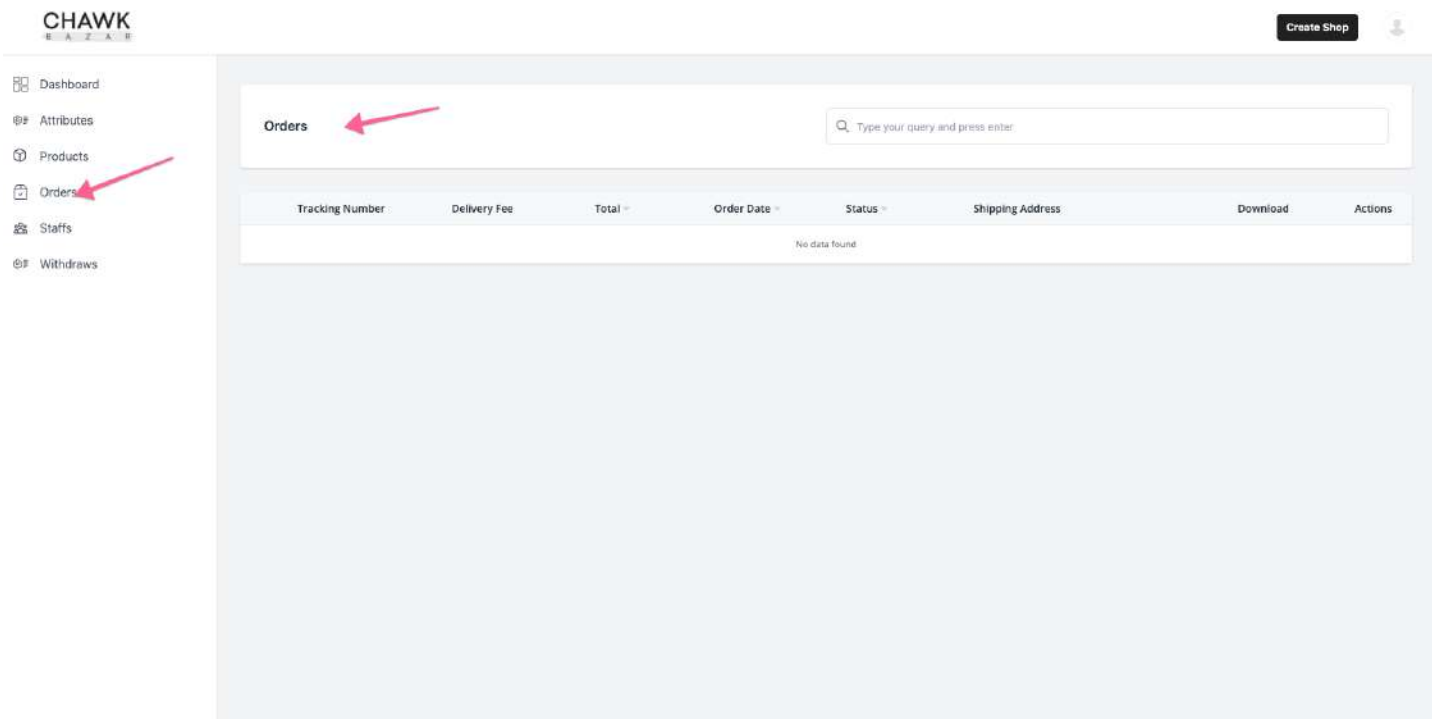 CHAWK
BAZAR
Create Shop
Dashboard
Attributes
Products
Orders
Staffs
Withdraws
Orders
Type your query and press enter
Tracking Number Delivery Fee Total Order Date Status Shipping Address Download Actions
No data found